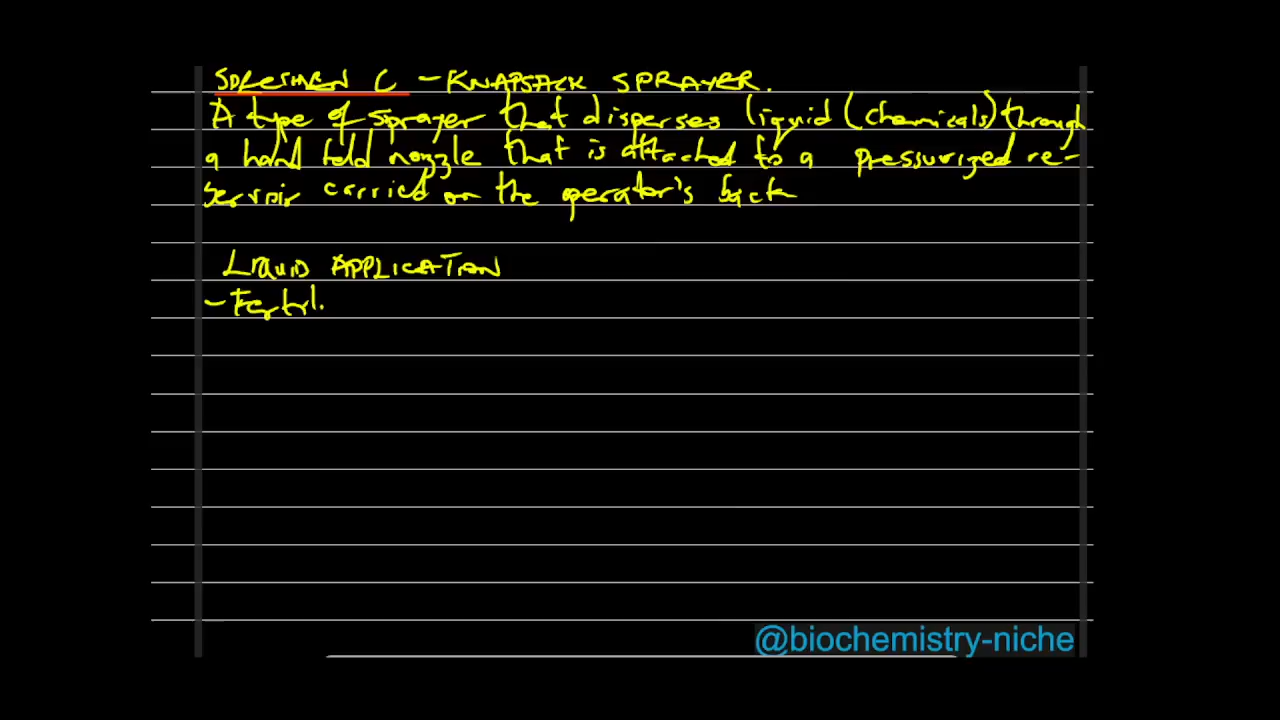 SPECIMEN C - KNAPSACK SPRAYER.
A type of sprayer that disperses liquid (chemicals) through
a hand held nozzle that is attached to a pressurized re-
servoir carried on the operator's back
LIQUID APPLICATION
- Fertili
@biochemistry-niche